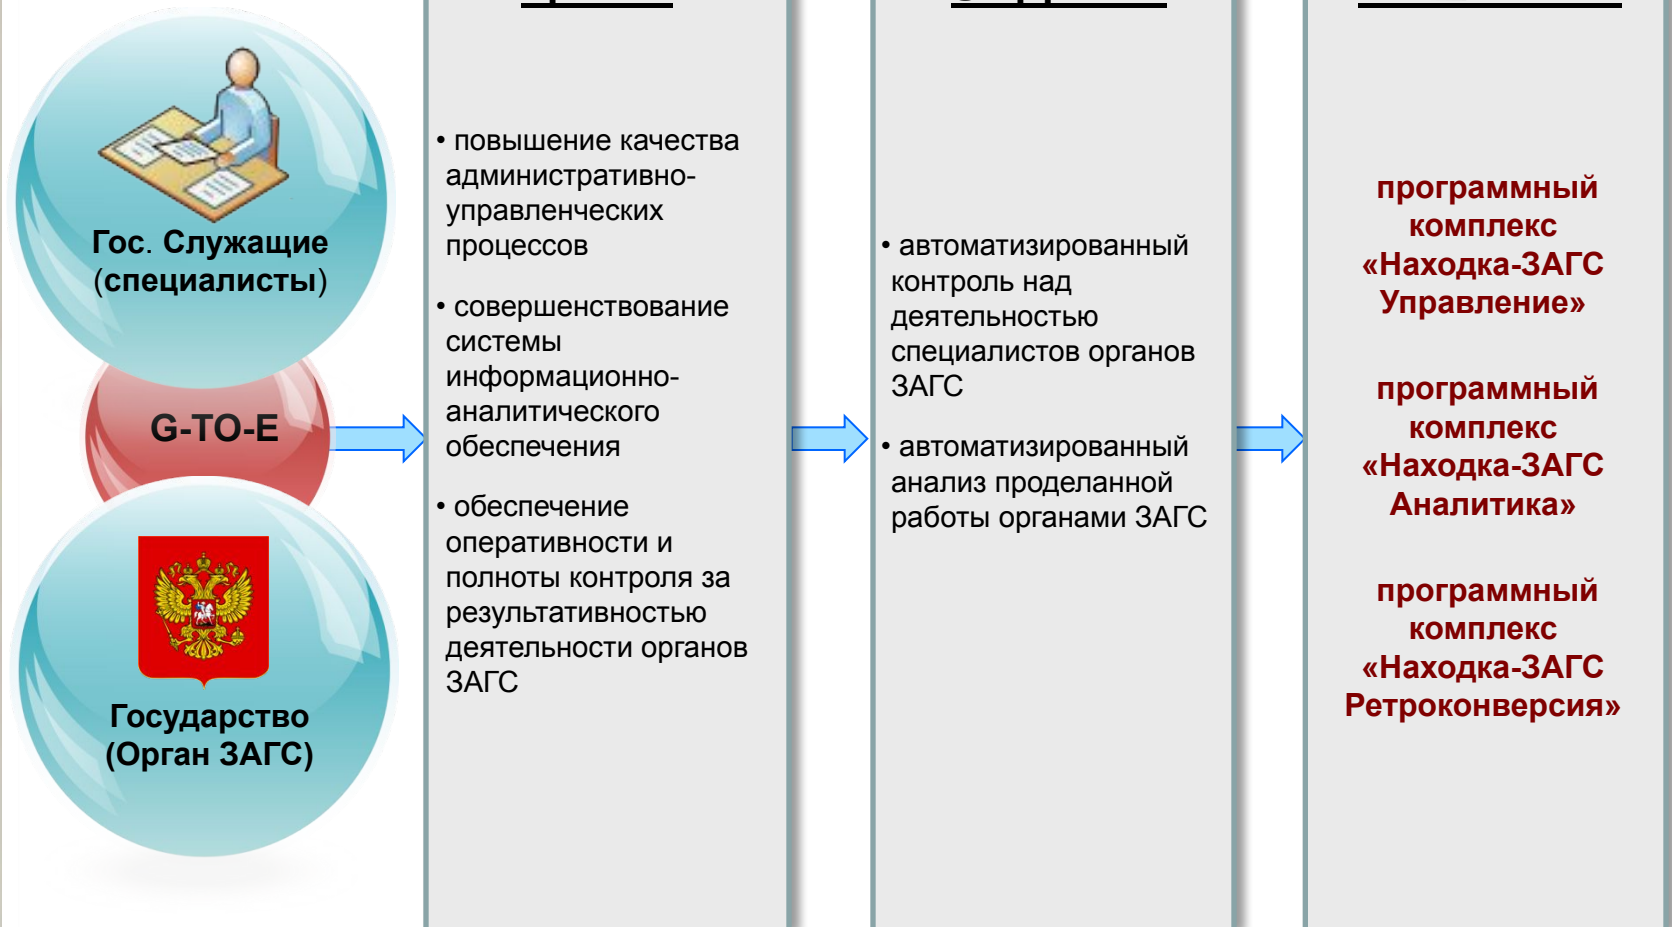 Гос. Служащие
(специалисты)
G-TO-E
Государство
(Орган ЗАГС)
• повышение качества
административно-
управленческих
процессов
• совершенствование
системы
информационно-
аналитического
обеспечения
• обеспечение
оперативности и
полноты контроля за
результативностью
деятельности органов
ЗАГС
• автоматизированный
контроль над
деятельностью
специалистов органов
ЗАГС
• автоматизированный
анализ проделанной
работы органами ЗАГС
программный
комплекс
«Находка-ЗАГС
Управление»
программный
комплекс
«Находка-ЗАГС
Аналитика»
программный
комплекс
«Находка-ЗАГС
Ретроконверсия»